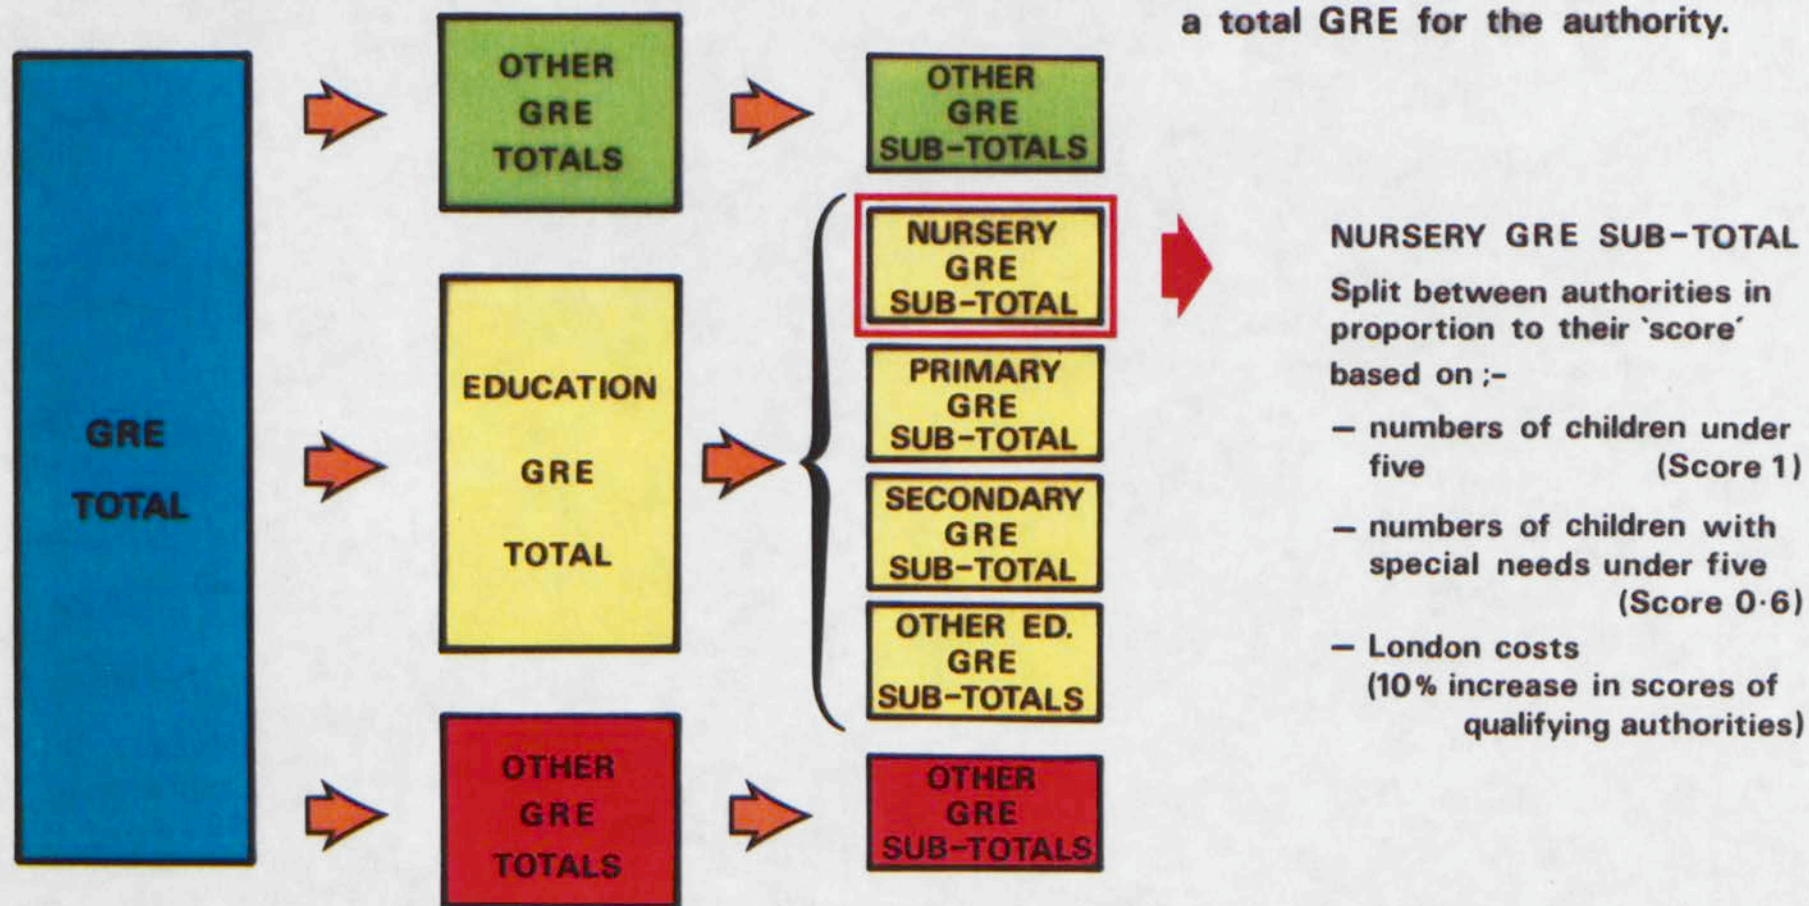 a total GRE for the authority.
GRE
TOTAL
OTHER
GRE
TOTALS
EDUCATION
GRE
TOTAL
OTHER
GRE
TOTALS
OTHER
GRE
SUB-TOTALS
NURSERY
GRE
SUB-TOTAL
PRIMARY
GRE
SUB-TOTAL
SECONDARY
GRE
SUB-TOTAL
OTHER ED.
GRE
SUB-TOTALS
OTHER
GRE
SUB-TOTALS
NURSERY GRE SUB-TOTAL
Split between authorities in
proportion to their `score´
based on ;-
– numbers of children under
five (Score 1)
– numbers of children with
special needs under five
(Score 0·6)
– London costs
(10% increase in scores of
qualifying authorities)